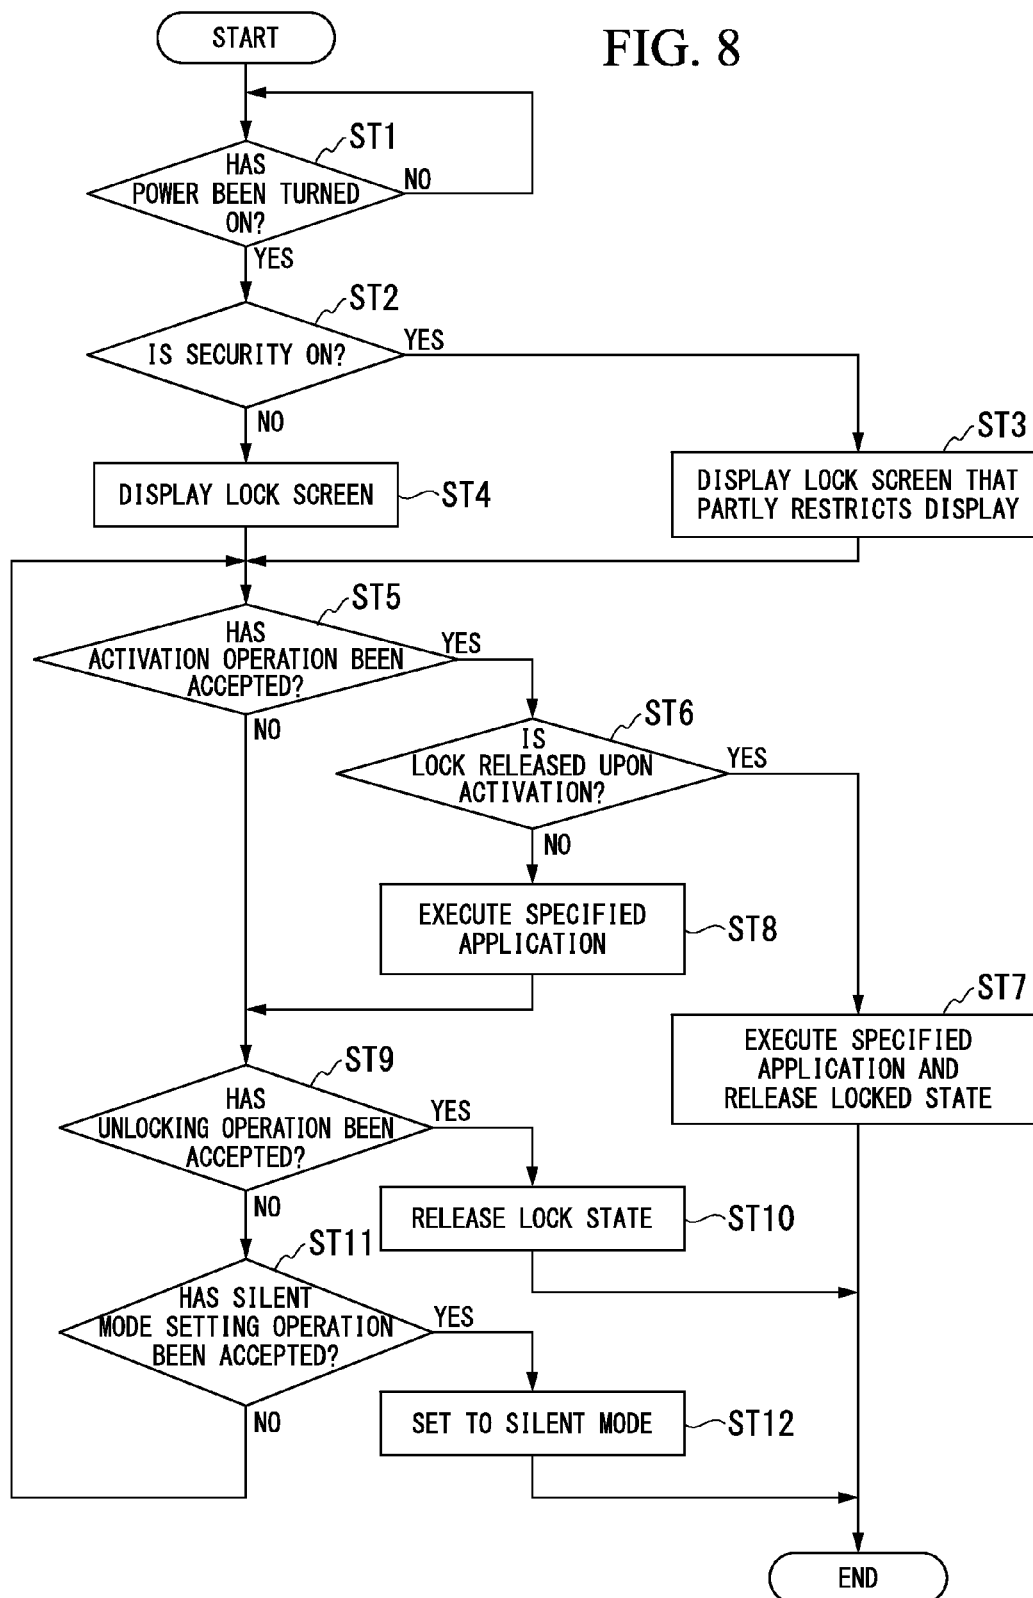 START
FIG. 8
ST1
HAS
POWER BEEN TURNED
ON?
NO
YES
ST2
IS SECURITY ON?
YES
NO
ST3
DISPLAY LOCK SCREEN THAT
PARTLY RESTRICTS DISPLAY
DISPLAY LOCK SCREEN
ST4
ST5
HAS
ACTIVATION OPERATION BEEN
ACCEPTED?
YES
NO
ST6
IS
LOCK RELEASED UPON
ACTIVATION?
YES
NO
EXECUTE SPECIFIED
APPLICATION
ST8
ST7
EXECUTE SPECIFIED
APPLICATION AND
RELEASE LOCKED STATE
ST9
HAS
UNLOCKING OPERATION BEEN
ACCEPTED?
YES
NO
RELEASE LOCK STATE
ST10
ST11
HAS SILENT
MODE SETTING OPERATION
BEEN ACCEPTED?
YES
NO
SET TO SILENT MODE
ST12
END